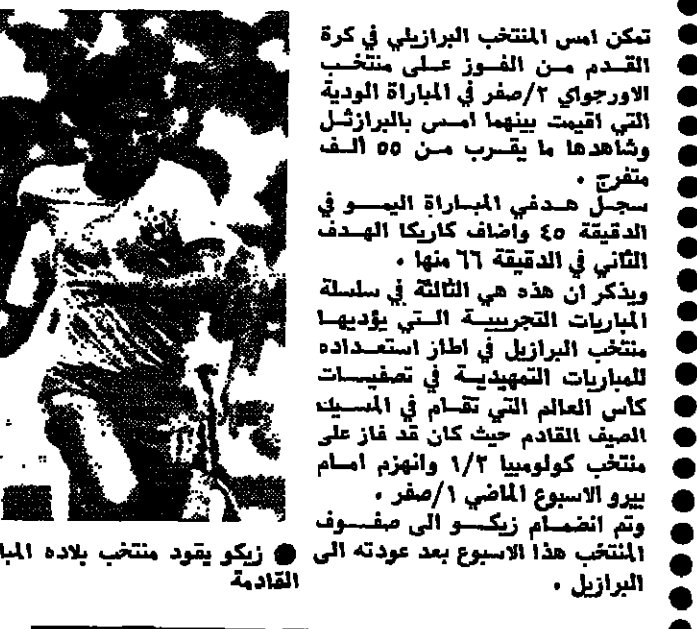 تمكن امس المنتخب البرازيلي في كرة
القدم من الفوز على منتخب
الاورجواي ٢/صفر في المباراة الودية
التي اقيمت بينهما امس بالبرازئل
وشاهدها ما يقرب من ٥٥ ألف
متفرج .
سجل هدفي المباراة اليمو في
الدقيقة ٤٥ واضاف كاريكا الهدف
الثاني في الدقيقة ٦٦ منها .
ويذكر ان هذه هي الثالثة في سلسلة
المباريات التجريبية التي يؤديها
منتخب البرازيل في اطار استعداده
للمباريات التمهيدية في تصفيات
كأس العالم التي تقام في المسيك
الصيف القادم حيث كان قد فاز على
منتخب كولومبيا ١/٢ وانهزم امام
بيرو الاسبوع الماضي ١/صفر .
وتم انضمام زيكو الى صفوف
المنتخب هذا الاسبوع بعد عودته الى
البرازيل .
● زيكو يقود منتخب بلاده المبا
القادمة